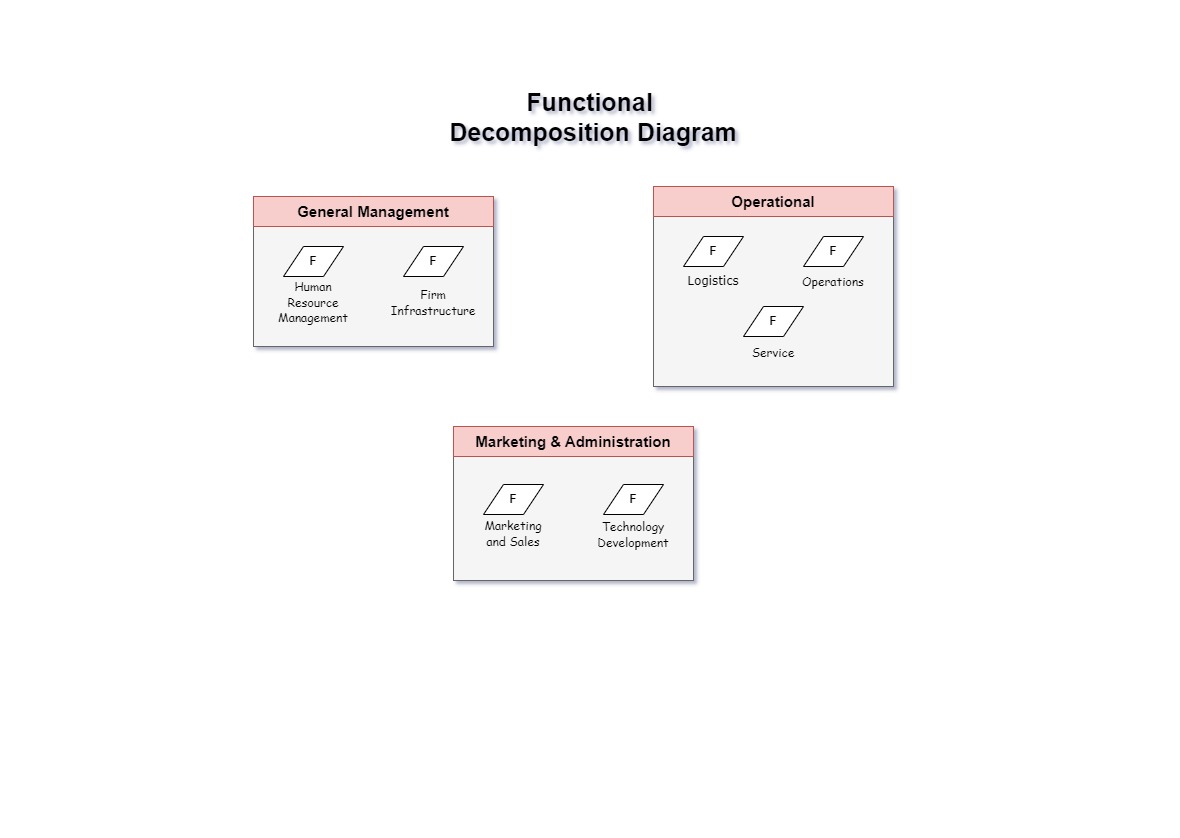 Functional
Decomposition Diagram
General Management
F
Human
Resource
Management
F
Firm
Infrastructure
Operational
F
Logistics
F
Operations
F
Service
Marketing & Administration
F
Marketing
and Sales
F
Technology
Development